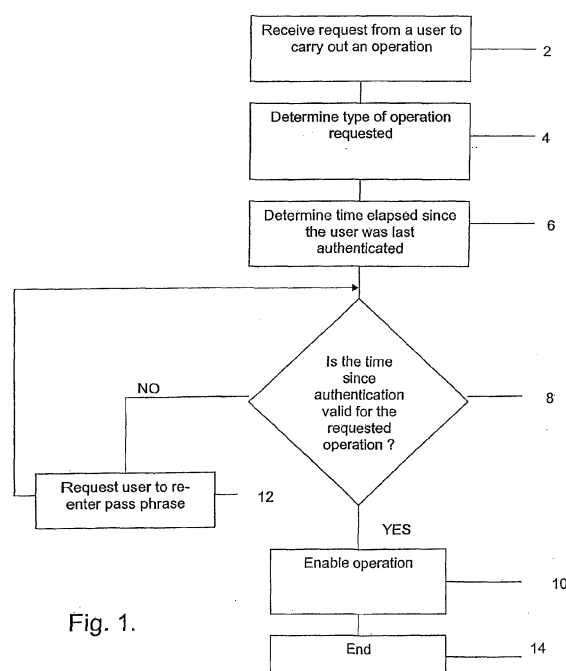 Receive request from a user to
carry out an operation
2
Determine type of operation
requested
4
Determine time elapsed since
the user was last
authenticated
6
Is the time
since
authentication
valid for the
requested
operation ?
8
NO
Request user to re-
enter pass phrase
12
YES
Enable operation
10
End
14
Fig. 1.